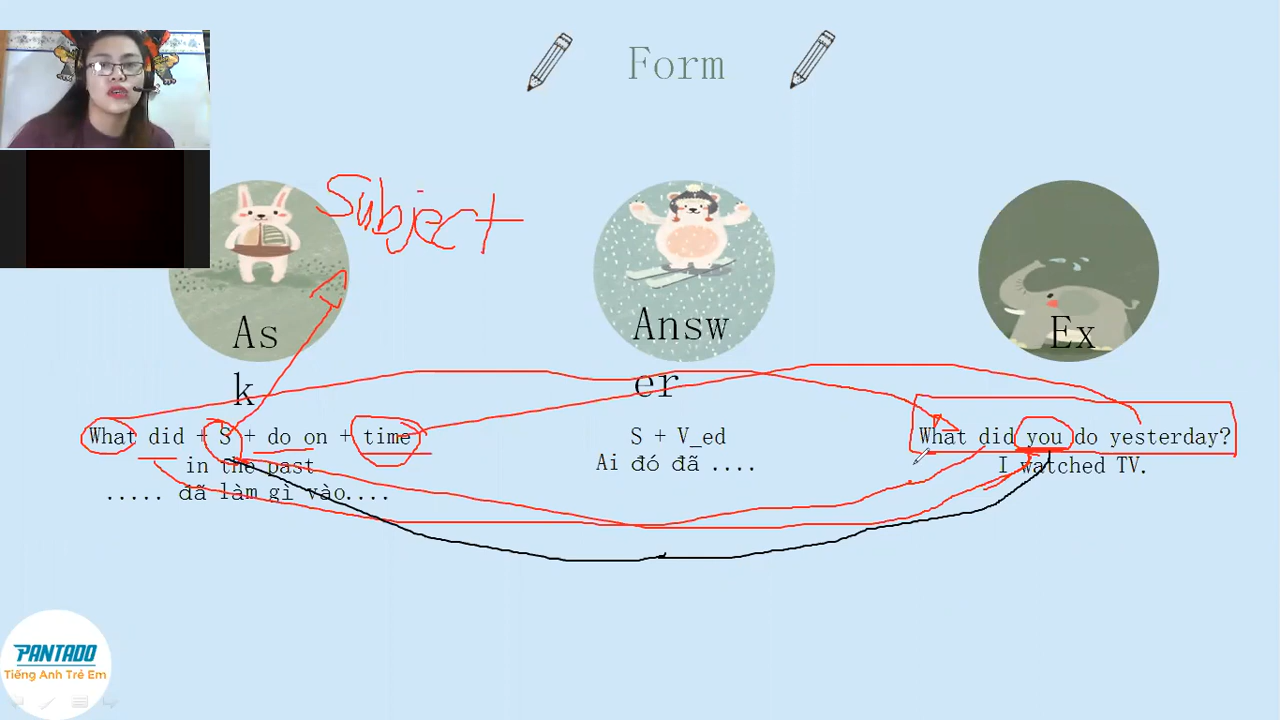 Form
Subject
As
k
Answ
er
Ex
What did + S + do on + time
in the past
..... đã làm gì vào....
S + V_ed
Ai đó đã ....
What did you do yesterday?
I watched TV.
PANTADO
Tiếng Anh Trẻ Em